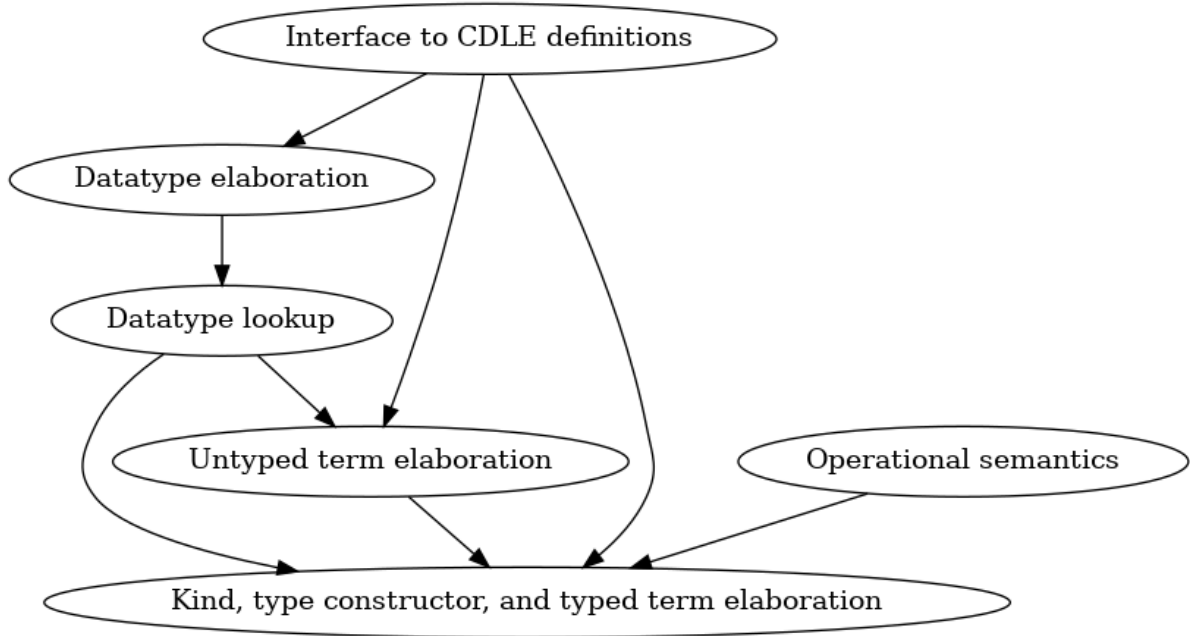 Interface to CDLE definitions
Datatype elaboration
Datatype lookup
Untyped term elaboration
Operational semantics
Kind, type constructor, and typed term elaboration